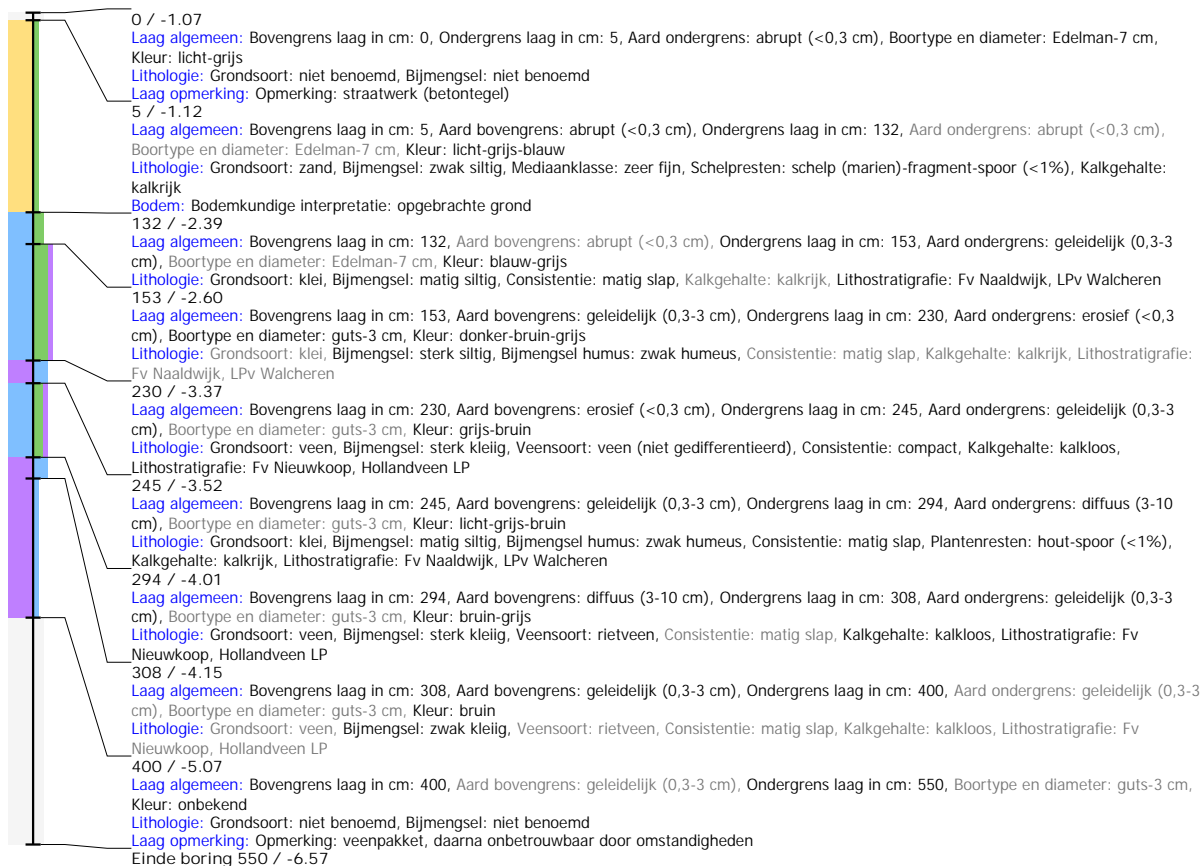 0 / -1.07
Laag algemeen: Bovengrens laag in cm: 0, Ondergrens laag in cm: 5, Aard ondergrens: abrupt (<0,3 cm), Boortype en diameter: Edelman-7 cm,
Kleur: licht-grijs
Lithologie: Grondsoort: niet benoemd, Bijmengsel: niet benoemd
Laag opmerking: Opmerking: straatwerk (betontegel)
5 / -1.12
Laag algemeen: Bovengrens laag in cm: 5, Aard bovengrens: abrupt (<0,3 cm), Ondergrens laag in cm: 132, Aard ondergrens: abrupt (<0,3 cm),
Boortype en diameter: Edelman-7 cm, Kleur: licht-grijs-blauw
Lithologie: Grondsoort: zand, Bijmengsel: zwak siltig, Mediaanklasse: zeer fijn, Schelpresten: schelp (marien)-fragment-spoor (<1%), Kalkgehalte:
kalkrijk
Bodem: Bodemkundige interpretatie: opgebrachte grond
132 / -2.39
Laag algemeen: Bovengrens laag in cm: 132, Aard bovengrens: abrupt (<0,3 cm), Ondergrens laag in cm: 153, Aard ondergrens: geleidelijk (0,3-3
cm), Boortype en diameter: Edelman-7 cm, Kleur: blauw-grijs
Lithologie: Grondsoort: klei, Bijmengsel: matig siltig, Consistentie: matig slap, Kalkgehalte: kalkrijk, Lithostratigrafie: Fv Naaldwijk, LPv Walcheren
153 / -2.60
Laag algemeen: Bovengrens laag in cm: 153, Aard bovengrens: geleidelijk (0,3-3 cm), Ondergrens laag in cm: 230, Aard ondergrens: erosief (<0,3
cm), Boortype en diameter: guts-3 cm, Kleur: donker-bruin-grijs
Lithologie: Grondsoort: klei, Bijmengsel: sterk siltig, Bijmengsel humus: zwak humeus, Consistentie: matig slap, Kalkgehalte: kalkrijk, Lithostratigrafie:
Fv Naaldwijk, LPv Walcheren
230 / -3.37
Laag algemeen: Bovengrens laag in cm: 230, Aard bovengrens: erosief (<0,3 cm), Ondergrens laag in cm: 245, Aard ondergrens: geleidelijk (0,3-3
cm), Boortype en diameter: guts-3 cm, Kleur: grijs-bruin
Lithologie: Grondsoort: veen, Bijmengsel: sterk kleiig, Veensoort: veen (niet gedifferentieerd), Consistentie: compact, Kalkgehalte: kalkloos,
Lithostratigrafie: Fv Nieuwkoop, Hollandveen LP
245 / -3.52
Laag algemeen: Bovengrens laag in cm: 245, Aard bovengrens: geleidelijk (0,3-3 cm), Ondergrens laag in cm: 294, Aard ondergrens: diffuus (3-10
cm), Boortype en diameter: guts-3 cm, Kleur: licht-grijs-bruin
Lithologie: Grondsoort: klei, Bijmengsel: matig siltig, Bijmengsel humus: zwak humeus, Consistentie: matig slap, Plantenresten: hout-spoor (<1%),
Kalkgehalte: kalkrijk, Lithostratigrafie: Fv Naaldwijk, LPv Walcheren
294 / -4.01
Laag algemeen: Bovengrens laag in cm: 294, Aard bovengrens: diffuus (3-10 cm), Ondergrens laag in cm: 308, Aard ondergrens: geleidelijk (0,3-3
cm), Boortype en diameter: guts-3 cm, Kleur: bruin-grijs
Lithologie: Grondsoort: veen, Bijmengsel: sterk kleiig, Veensoort: rietveen, Consistentie: matig slap, Kalkgehalte: kalkloos, Lithostratigrafie: Fv
Nieuwkoop, Hollandveen LP
308 / -4.15
Laag algemeen: Bovengrens laag in cm: 308, Aard bovengrens: geleidelijk (0,3-3 cm), Ondergrens laag in cm: 400, Aard ondergrens: geleidelijk (0,3-3
cm), Boortype en diameter: guts-3 cm, Kleur: bruin
Lithologie: Grondsoort: veen, Bijmengsel: zwak kleiig, Veensoort: rietveen, Consistentie: matig slap, Kalkgehalte: kalkloos, Lithostratigrafie: Fv
Nieuwkoop, Hollandveen LP
400 / -5.07
Laag algemeen: Bovengrens laag in cm: 400, Aard bovengrens: geleidelijk (0,3-3 cm), Ondergrens laag in cm: 550, Boortype en diameter: guts-3 cm,
Kleur: onbekend
Lithologie: Grondsoort: niet benoemd, Bijmengsel: niet benoemd
Laag opmerking: Opmerking: veenpakket, daarna onbetrouwbaar door omstandigheden
Einde boring 550 / -6.57